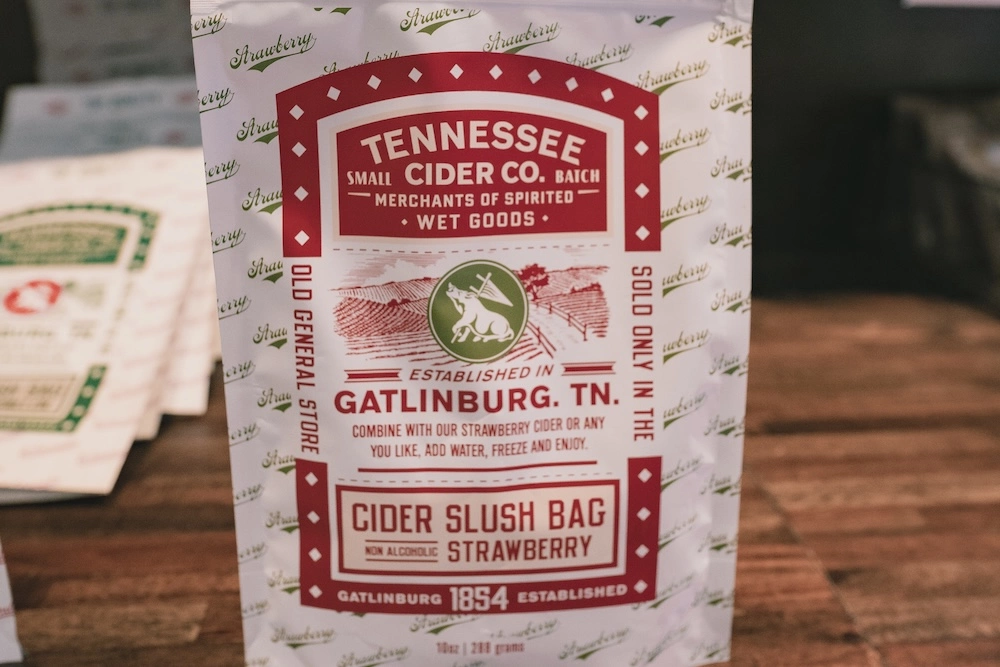 Strawberry
TENNESSEE
SMALL CIDER CO. BATCH
MERCHANTS OF SPIRITED
WET GOODS
OLD GENERAL STORE
SOLD ONLY IN THE
ESTABLISHED IN
GATLINBURG. TN.
COMBINE WITH OUR STRAWBERRY CIDER OR ANY
YOU LIKE, ADD WATER, FREEZE AND ENJOY.
CIDER SLUSH BAG
NON ALCOHOLIC STRAWBERRY
GATLINBURG 1854 ESTABLISHED
10oz | 288 grams